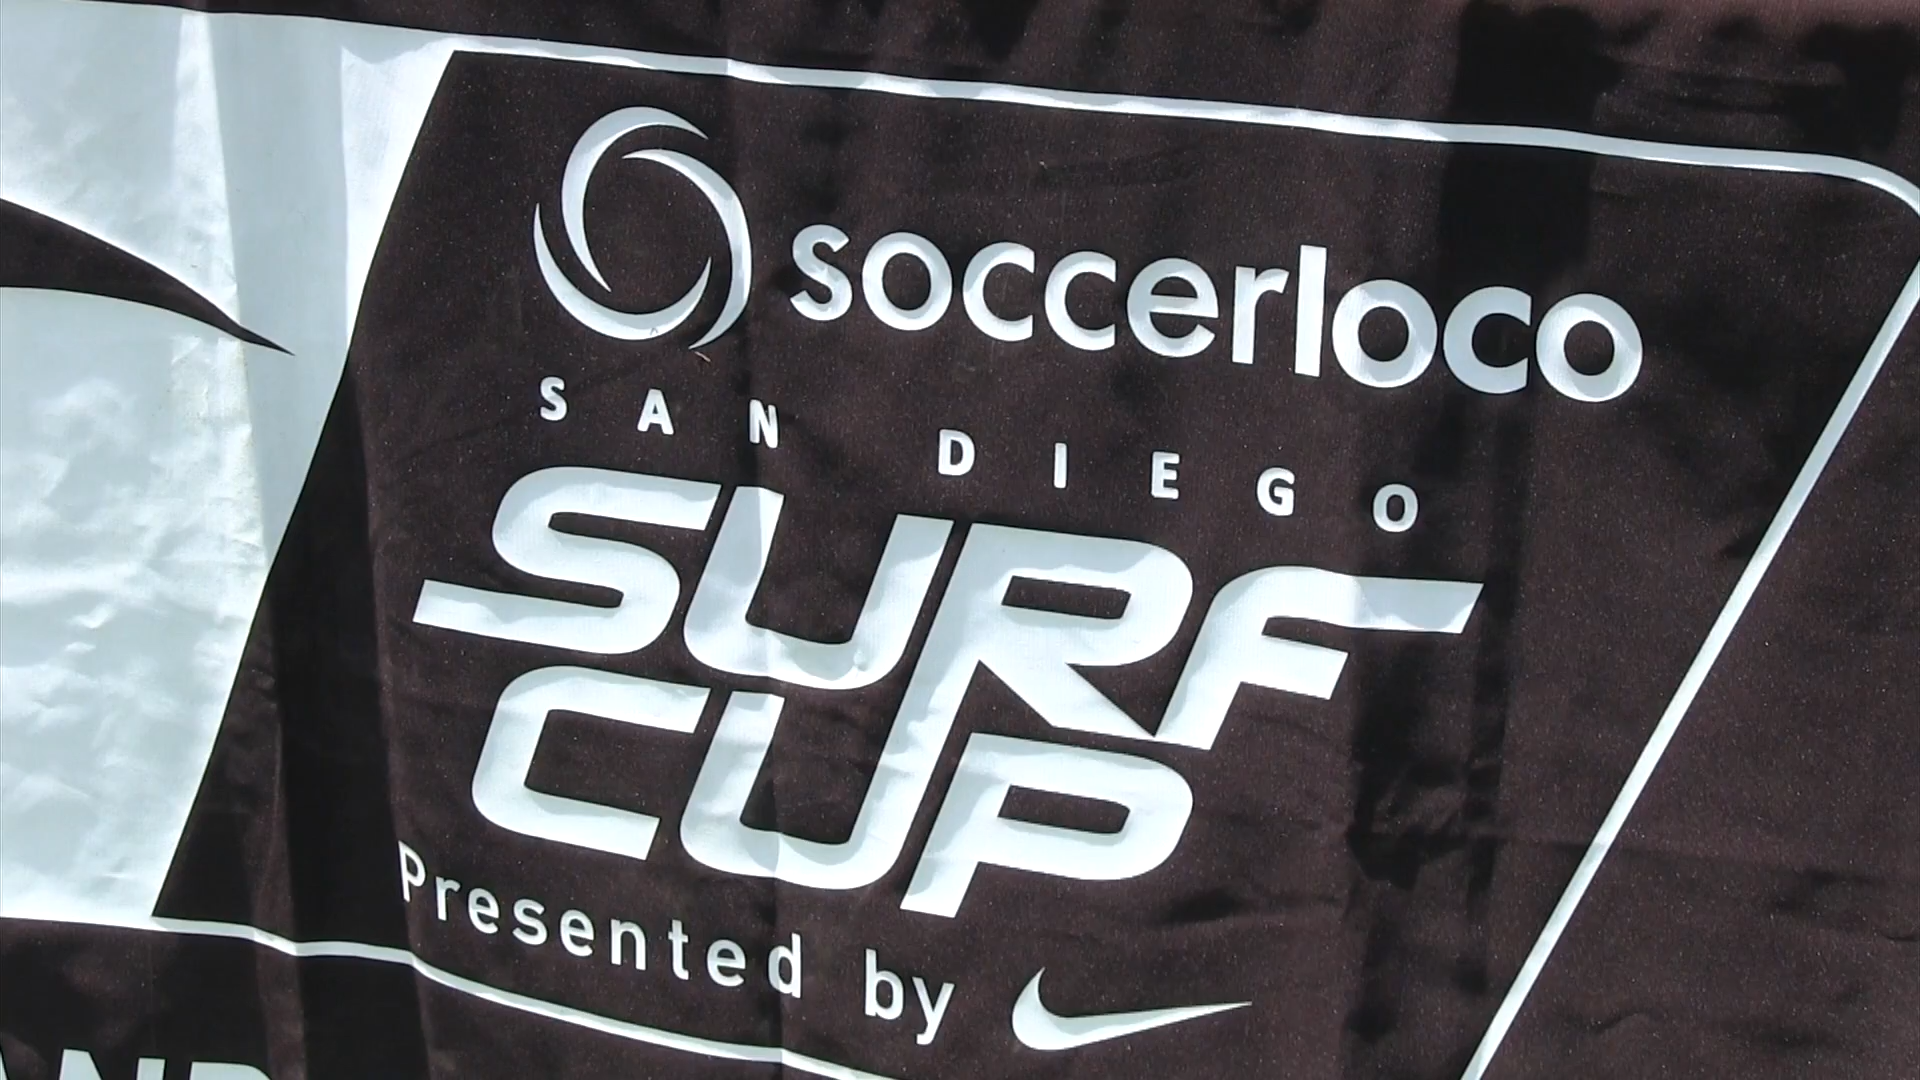 soccerloco
SAN DIEGO
SURF
CUP
Presented by